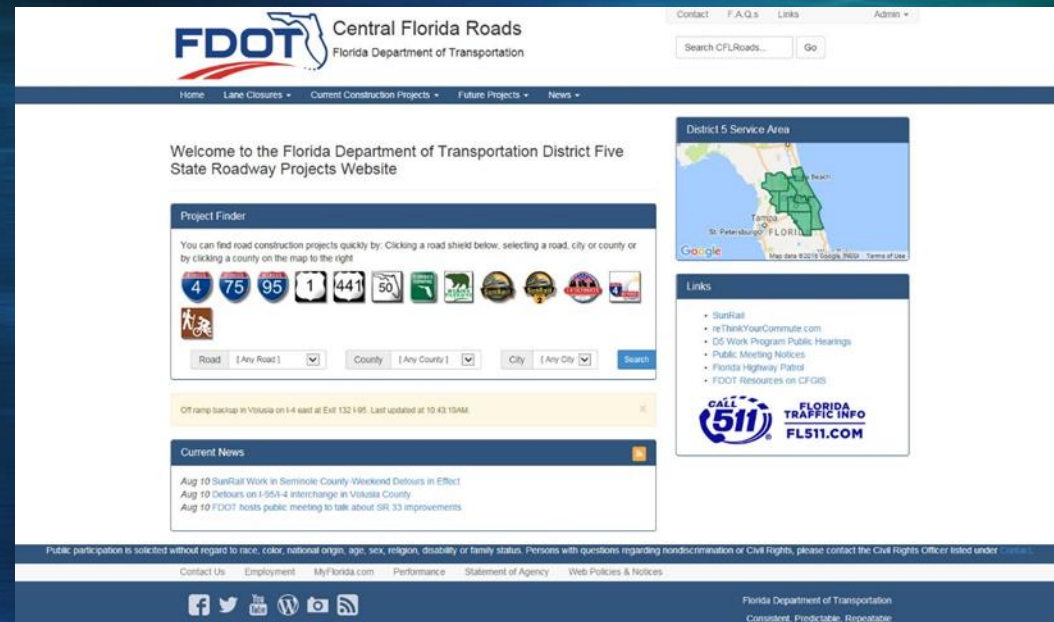 Contact F.A.Q.s Links Admin
FDOT
Central Florida Roads
Florida Department of Transportation
Search CFLRoads... Go
Home Lane Closures Current Construction Projects Future Projects News
Welcome to the Florida Department of Transportation District Five
State Roadway Projects Website
Project Finder
You can find road construction projects quickly by: Clicking a road shield below, selecting a road, city or county or
by clicking a county on the map to the right
4 75 95 1 441 50
Road [ Any Road ] County [ Any County ] City [ Any City ] Search
Off ramp backup in Volusia on I-4 east at Exit 132 I-95. Last updated at 10:43:19AM.
Current News
Aug 10 SunRail Work in Seminole County-Weekend Detours in Effect
Aug 10 Detours on I-95/I-4 interchange in Volusia County
Aug 10 FDOT hosts public meeting to talk about SR 33 improvements
District 5 Service Area
Beach
Tampa
St. Petersburg
Google
Terms of Use
Links
SunRail
reThinkYourCommute.com
D5 Work Program Public Hearings
Public Meeting Notices
Florida Highway Patrol
FDOT Resources on CFGIS
CALL
511
FLORIDA
TRAFFIC INFO
FL511.COM
Public participation is solicited without regard to race, color, national origin, age, sex, religion, disability or family status. Persons with questions regarding nondiscrimination or Civil Rights, please contact the Civil Rights Officer listed under Contact.
Contact Us Employment MyFlorida.com Performance Statement of Agency Web Policies & Notices
You
Tube
Florida Department of Transportation
Consistent, Predictable, Repeatable